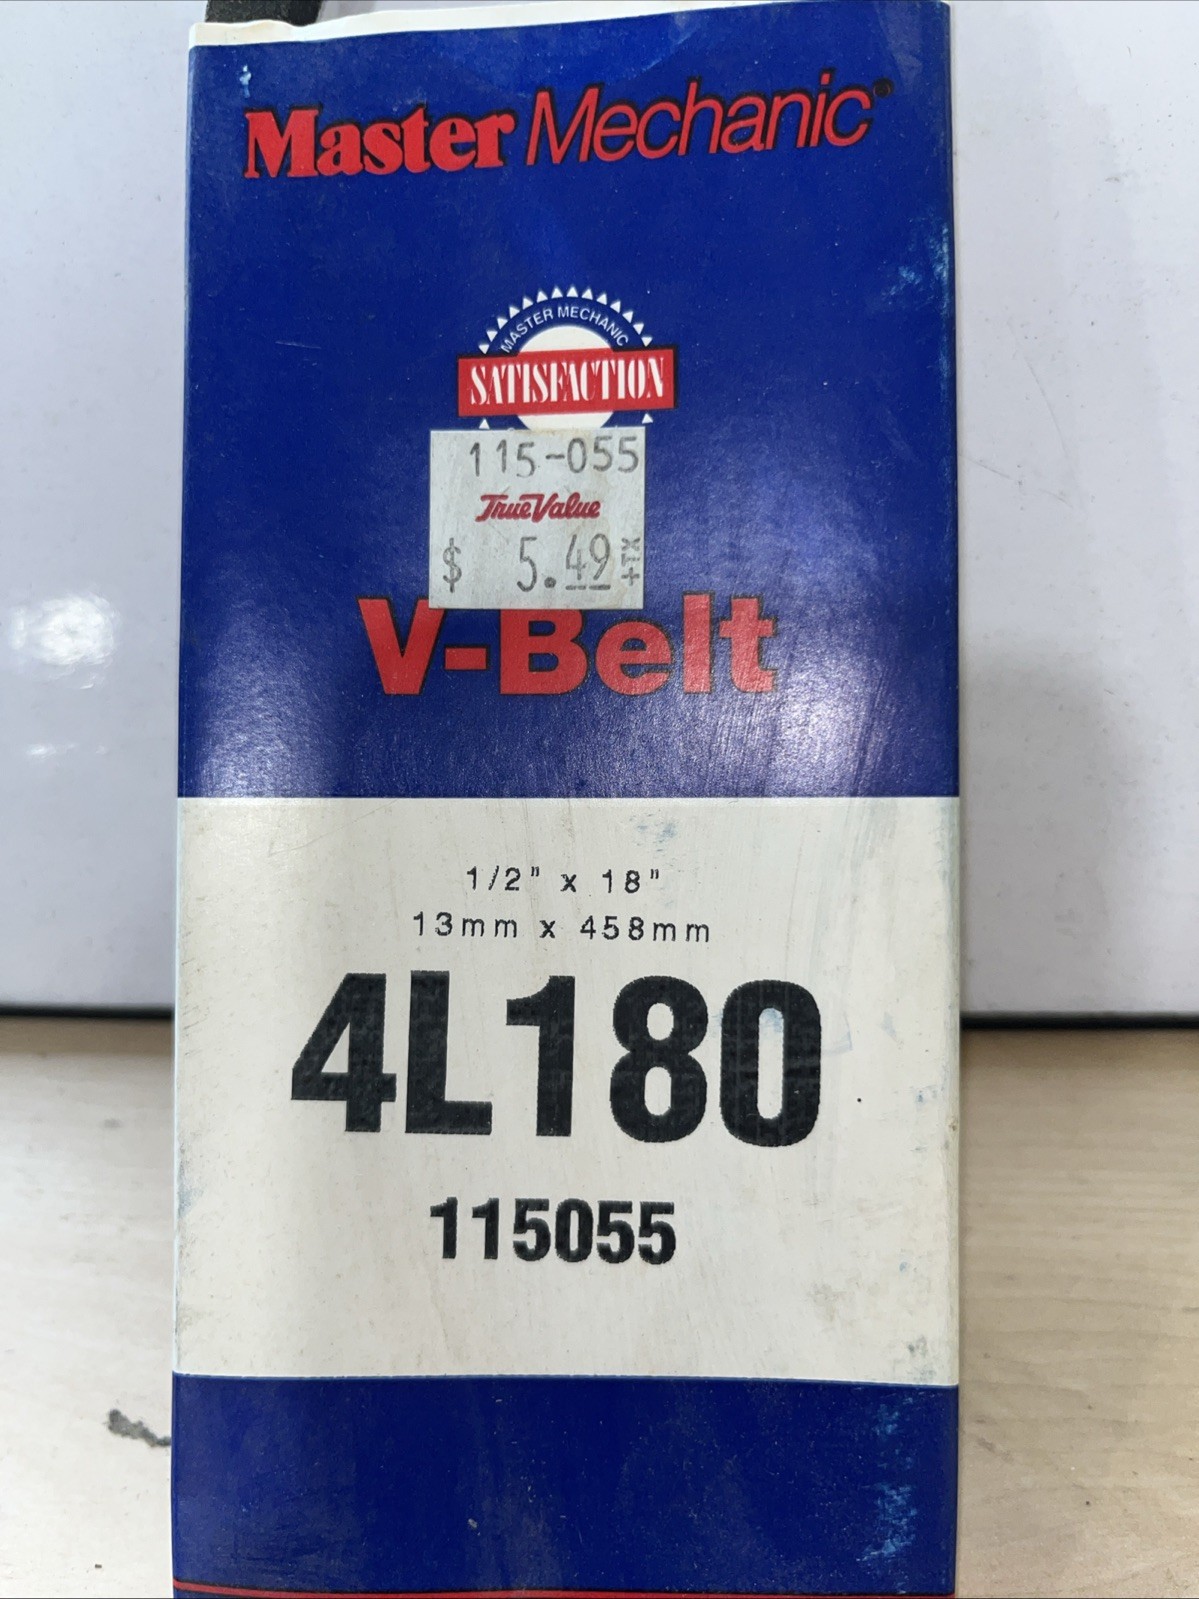 Master Mechanic®
MASTER MECHANIC
SATISFACTION
115-055
True Value
$ 5.49 +TX
V-Belt
1/2" x 18"
13mm x 458mm
4L180
115055